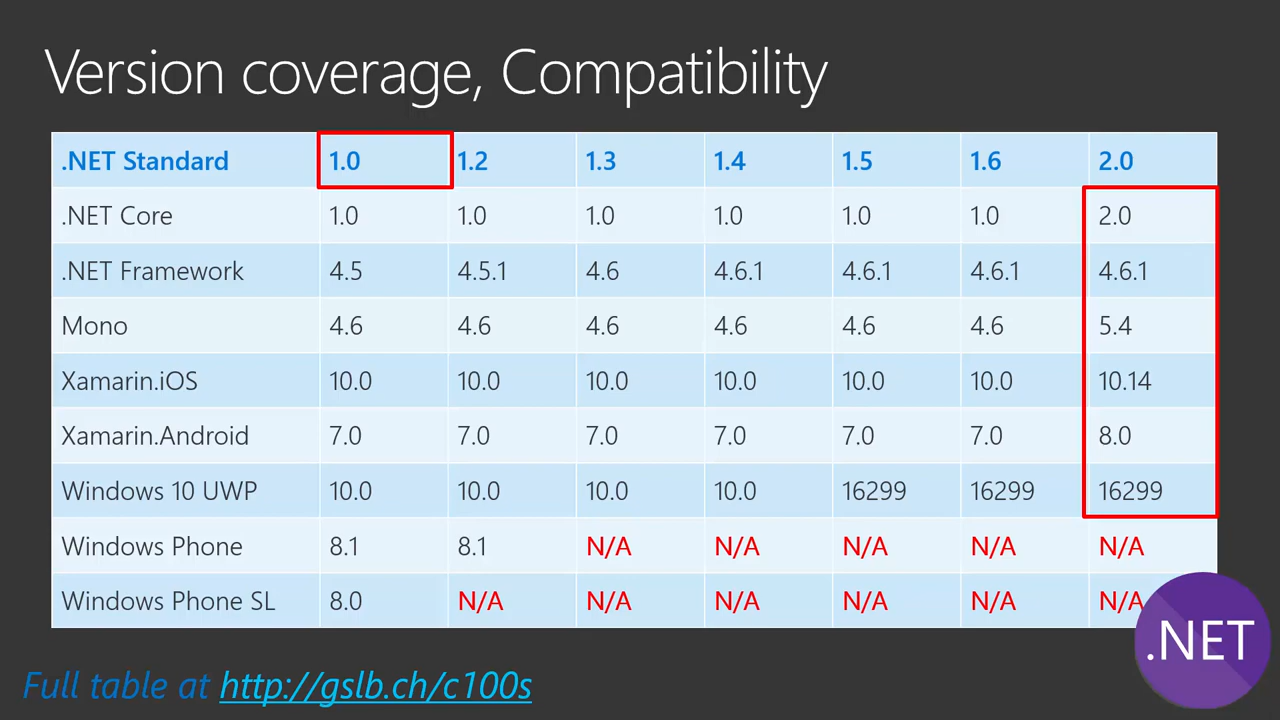 Version coverage, Compatibility
.NET Standard 1.0 1.2 1.3 1.4 1.5 1.6 2.0
.NET Core 1.0 1.0 1.0 1.0 1.0 1.0 2.0
.NET Framework 4.5 4.5.1 4.6 4.6.1 4.6.1 4.6.1 4.6.1
Mono 4.6 4.6 4.6 4.6 4.6 4.6 5.4
Xamarin.iOS 10.0 10.0 10.0 10.0 10.0 10.0 10.14
Xamarin.Android 7.0 7.0 7.0 7.0 7.0 7.0 8.0
Windows 10 UWP 10.0 10.0 10.0 10.0 16299 16299 16299
Windows Phone 8.1 8.1 N/A N/A N/A N/A N/A
Windows Phone SL 8.0 N/A N/A N/A N/A N/A N/A
.NET
Full table at http://gslb.ch/c100s